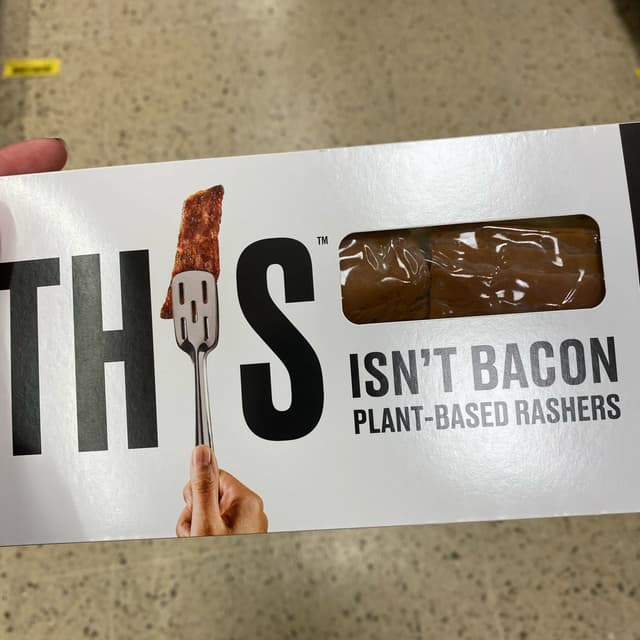 THIS™
ISN'T BACON
PLANT-BASED RASHERS